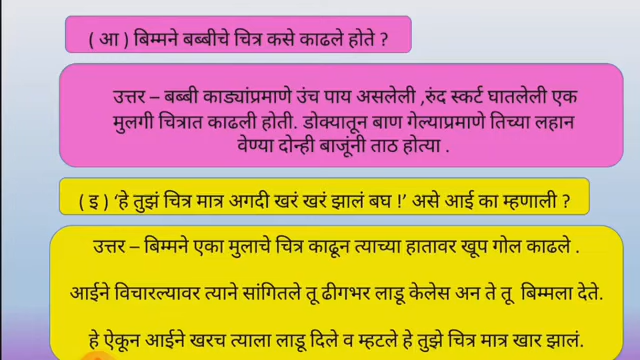 ( आ ) बिम्मने बब्बीचे चित्र कसे काढले होते ?
उत्तर – बब्बी काड्यांप्रमाणे उंच पाय असलेली ,रुंद स्कर्ट घातलेली एक
मुलगी चित्रात काढली होती. डोक्यातून बाण गेल्याप्रमाणे तिच्या लहान
वेण्या दोन्ही बाजूंनी ताठ होत्या .
( इ ) ‘हे तुझं चित्र मात्र अगदी खरं खरं झालं बघ !’ असे आई का म्हणाली ?
उत्तर – बिम्मने एका मुलाचे चित्र काढून त्याच्या हातावर खूप गोल काढले .
आईने विचारल्यावर त्याने सांगितले तू ढीगभर लाडू केलेस अन ते तू बिम्मला देते.
हे ऐकून आईने खरच त्याला लाडू दिले व म्हटले हे तुझे चित्र मात्र खार झालं.